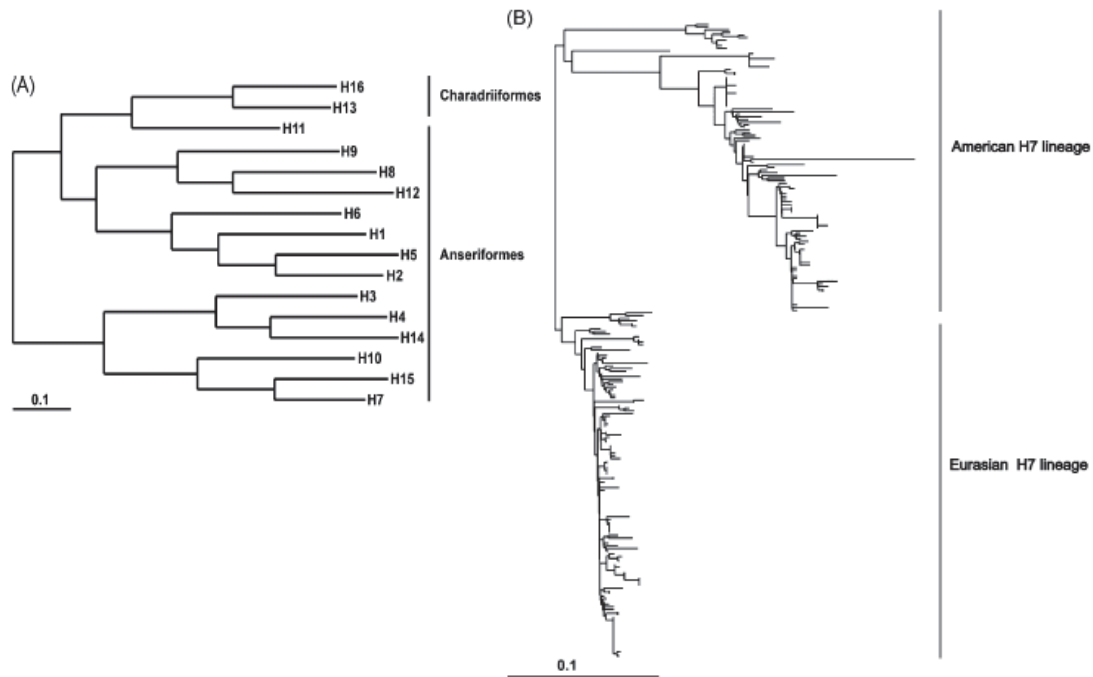 (A)
H16
H13
H11
H9
H8
H12
H6
H1
H5
H2
H3
H4
H14
H10
H15
H7
Charadriiformes
Anseriformes
0.1
(B)
American H7 lineage
Eurasian H7 lineage
0.1